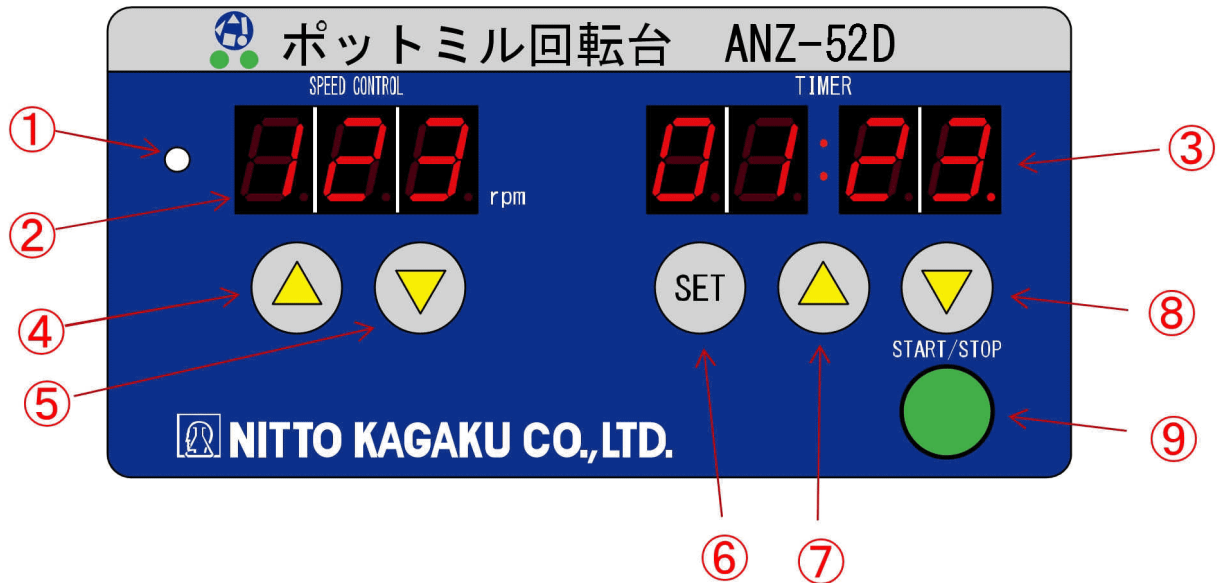 ポットミル回転台 ANZ-52D
SPEED CONTROL
TIMER
①
123
rpm
01:23.
③
②
④
SET
⑧
START/STOP
⑤
NITTO KAGAKU CO.,LTD.
⑨
⑥
⑦